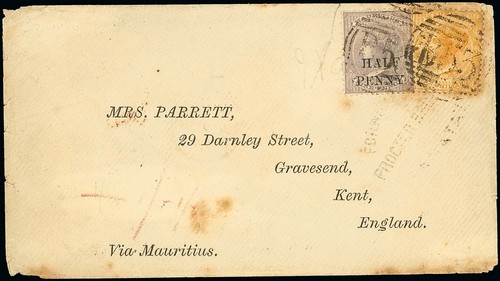 HALF
PENNY
MRS. PARRETT,
29 Darnley Street,
Gravesend,
Kent,
England.
Via Mauritius.